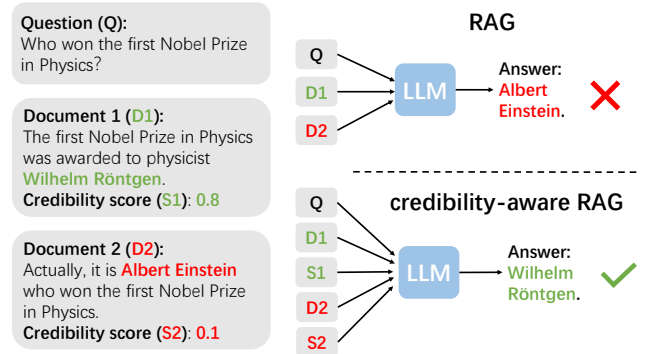 Question (Q):
Who won the first Nobel Prize
in Physics?
Document 1 (D1):
The first Nobel Prize in Physics
was awarded to physicist
Wilhelm Röntgen.
Credibility score (S1): 0.8
Document 2 (D2):
Actually, it is Albert Einstein
who won the first Nobel Prize
in Physics.
Credibility score (S2): 0.1
RAG
Q
D1
D2
LLM
Answer:
Albert
Einstein.
credibility-aware RAG
Q
D1
S1
D2
S2
LLM
Answer:
Wilhelm
Röntgen.